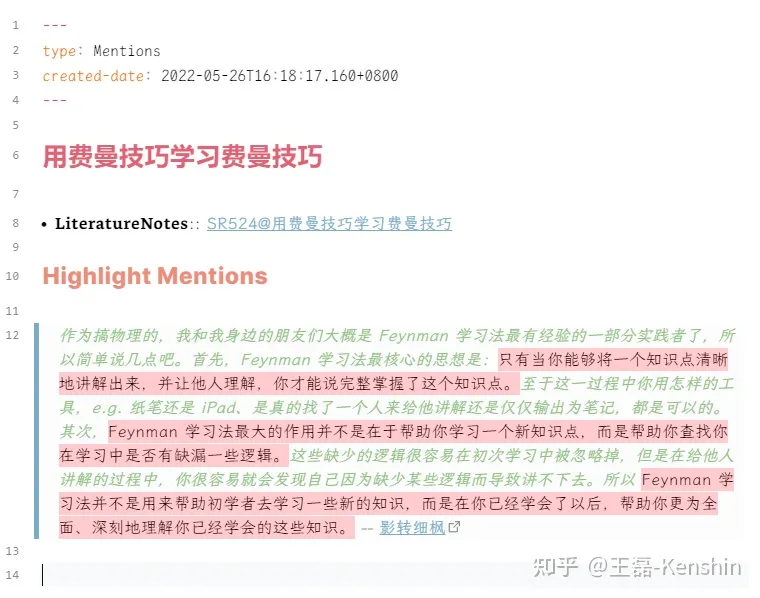 1 ---
2 type: Mentions
3 created-date: 2022-05-26T16:18:17.160+0800
4 ---
5
6 用费曼技巧学习费曼技巧
7
8 • LiteratureNotes:: SR524@用费曼技巧学习费曼技巧
9
10 Highlight Mentions
11
12 作为搞物理的，我和我身边的朋友们大概是 Feynman 学习法最有经验的一部分实践者了，所
以简单说几点吧。首先，Feynman 学习法最核心的思想是：只有当你能够将一个知识点清晰
地讲解出来，并让他人理解，你才能说完整掌握了这个知识点。至于这一过程中你用怎样的工
具，e.g. 纸笔还是 iPad、是真的找了一个人来给他讲解还是仅仅输出为笔记，都是可以的。
其次，Feynman 学习法最大的作用并不是在于帮助你学习一个新知识点，而是帮助你查找你
在学习中是否有缺漏一些逻辑。这些缺少的逻辑很容易在初次学习中被忽略掉，但是在给他人
讲解的过程中，你很容易就会发现自己因为缺少某些逻辑而导致讲不下去。所以 Feynman 学
习法并不是用来帮助初学者去学习一些新的知识，而是在你已经学会了以后，帮助你更为全
面、深刻地理解你已经学会的这些知识。 -- 影转细枫
13
14
知乎 @王磊-Kenshin